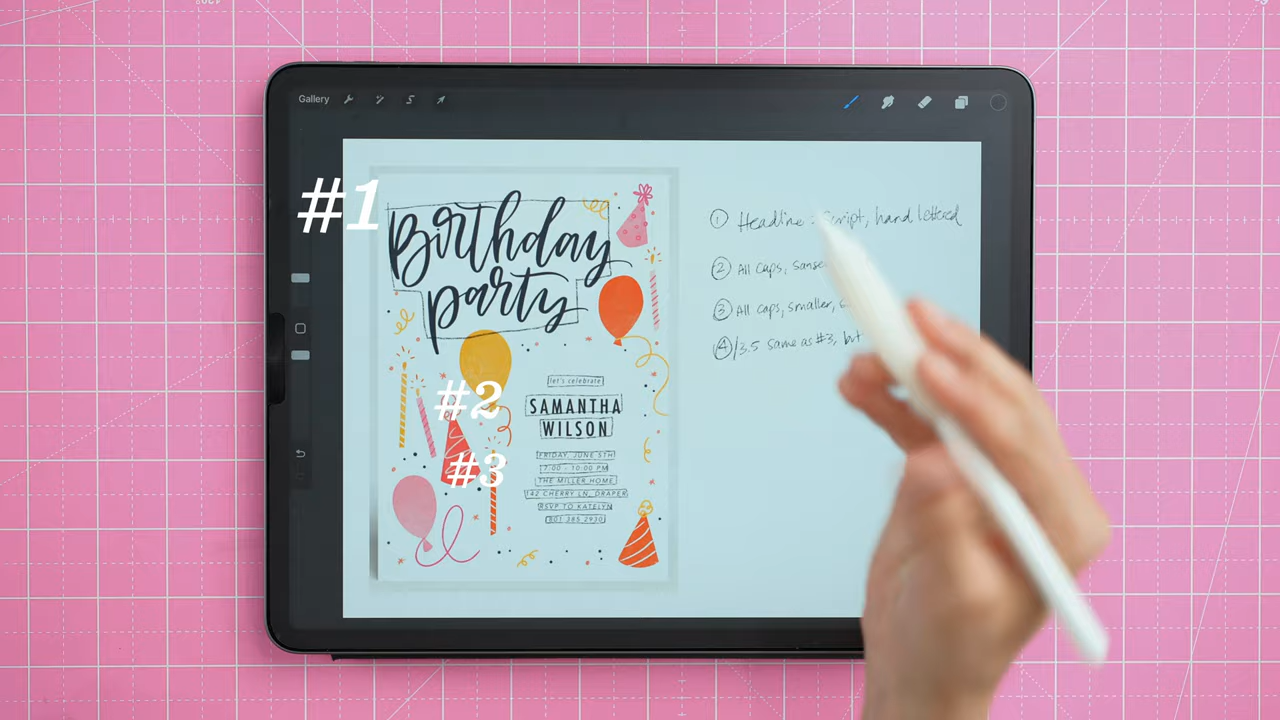 Gallery
#1
Birthday
party
#2
#3
let's celebrate
SAMANTHA
WILSON
FRIDAY, JUNE 5TH
7:00 - 10:00 PM
THE MILLER HOME
142 CHERRY LN, DRAPER
RSVP TO KATELYN
801 385 2930
① Headline : Script, hand lettered
② All caps, sanse
③ All caps, smaller,
④/3.5 same as #3, but